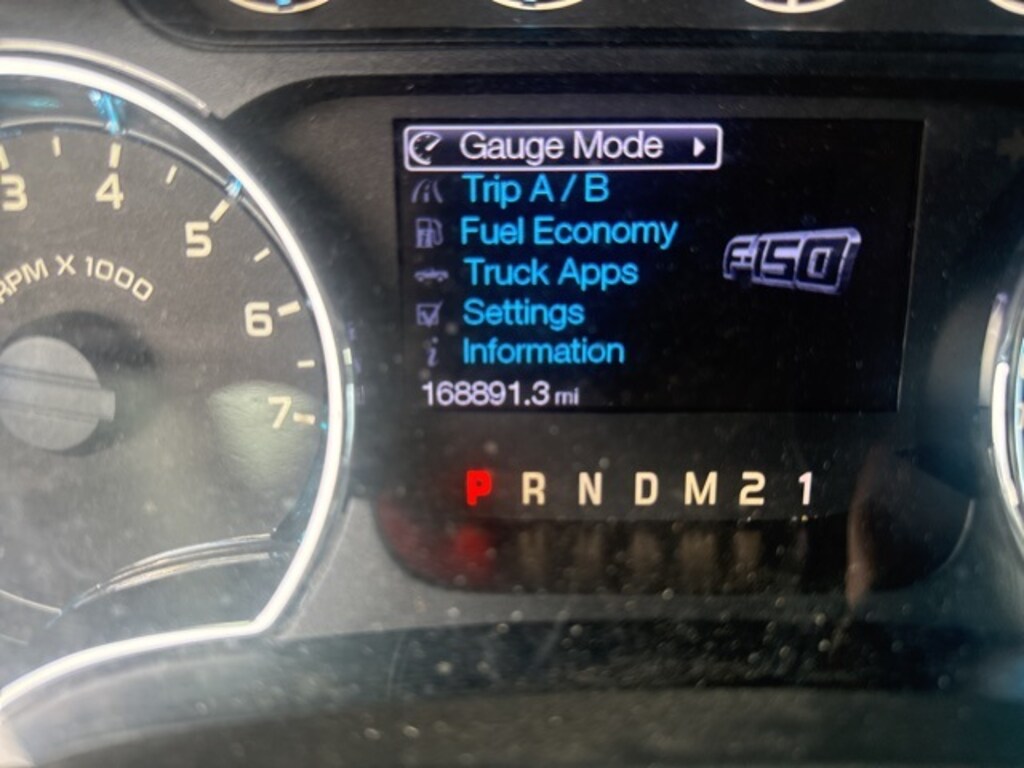 Gauge Mode
Trip A / B
Fuel Economy
Truck Apps
Settings
Information
F-150
168891.3 mi
P R N D M 2 1
3
4
5
6
7
RPM X 1000